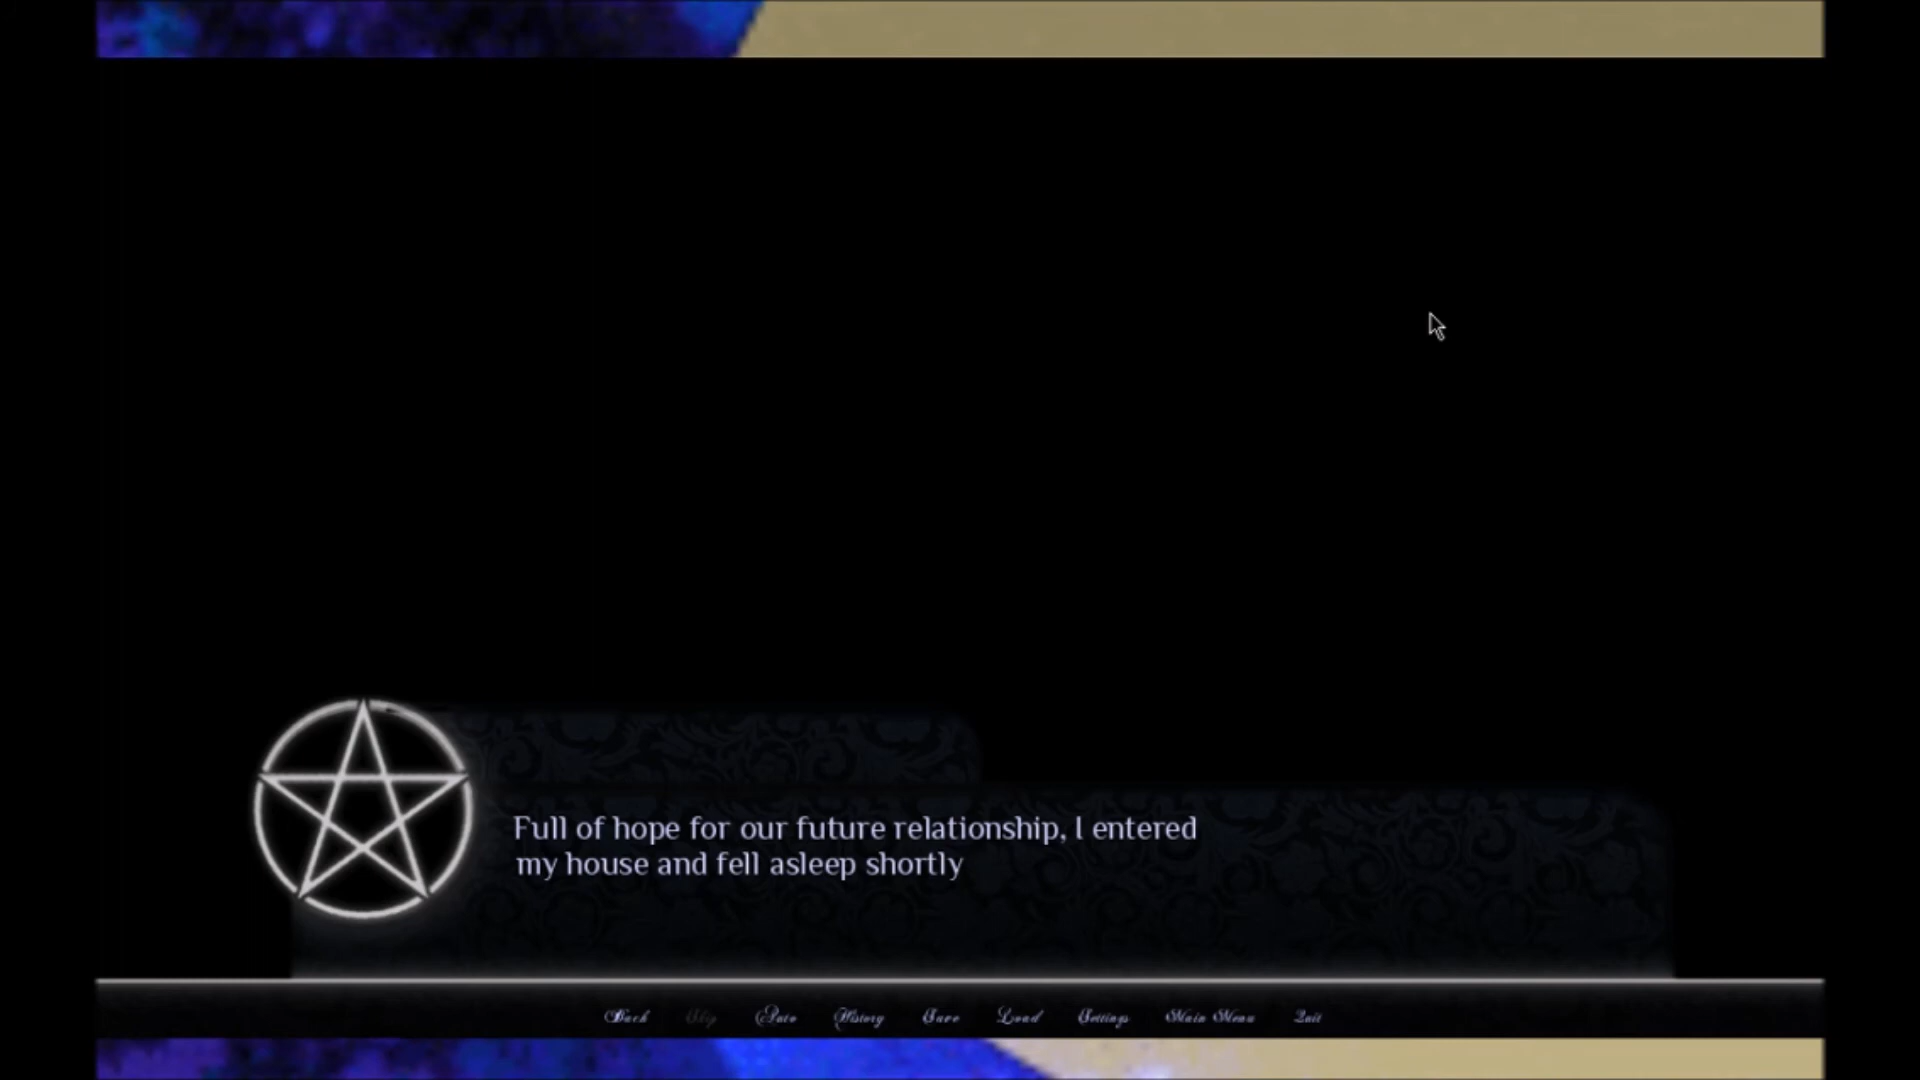 Full of hope for our future relationship, I entered
my house and fell asleep shortly
Back Skip Auto History Save Load Settings Main Menu Quit